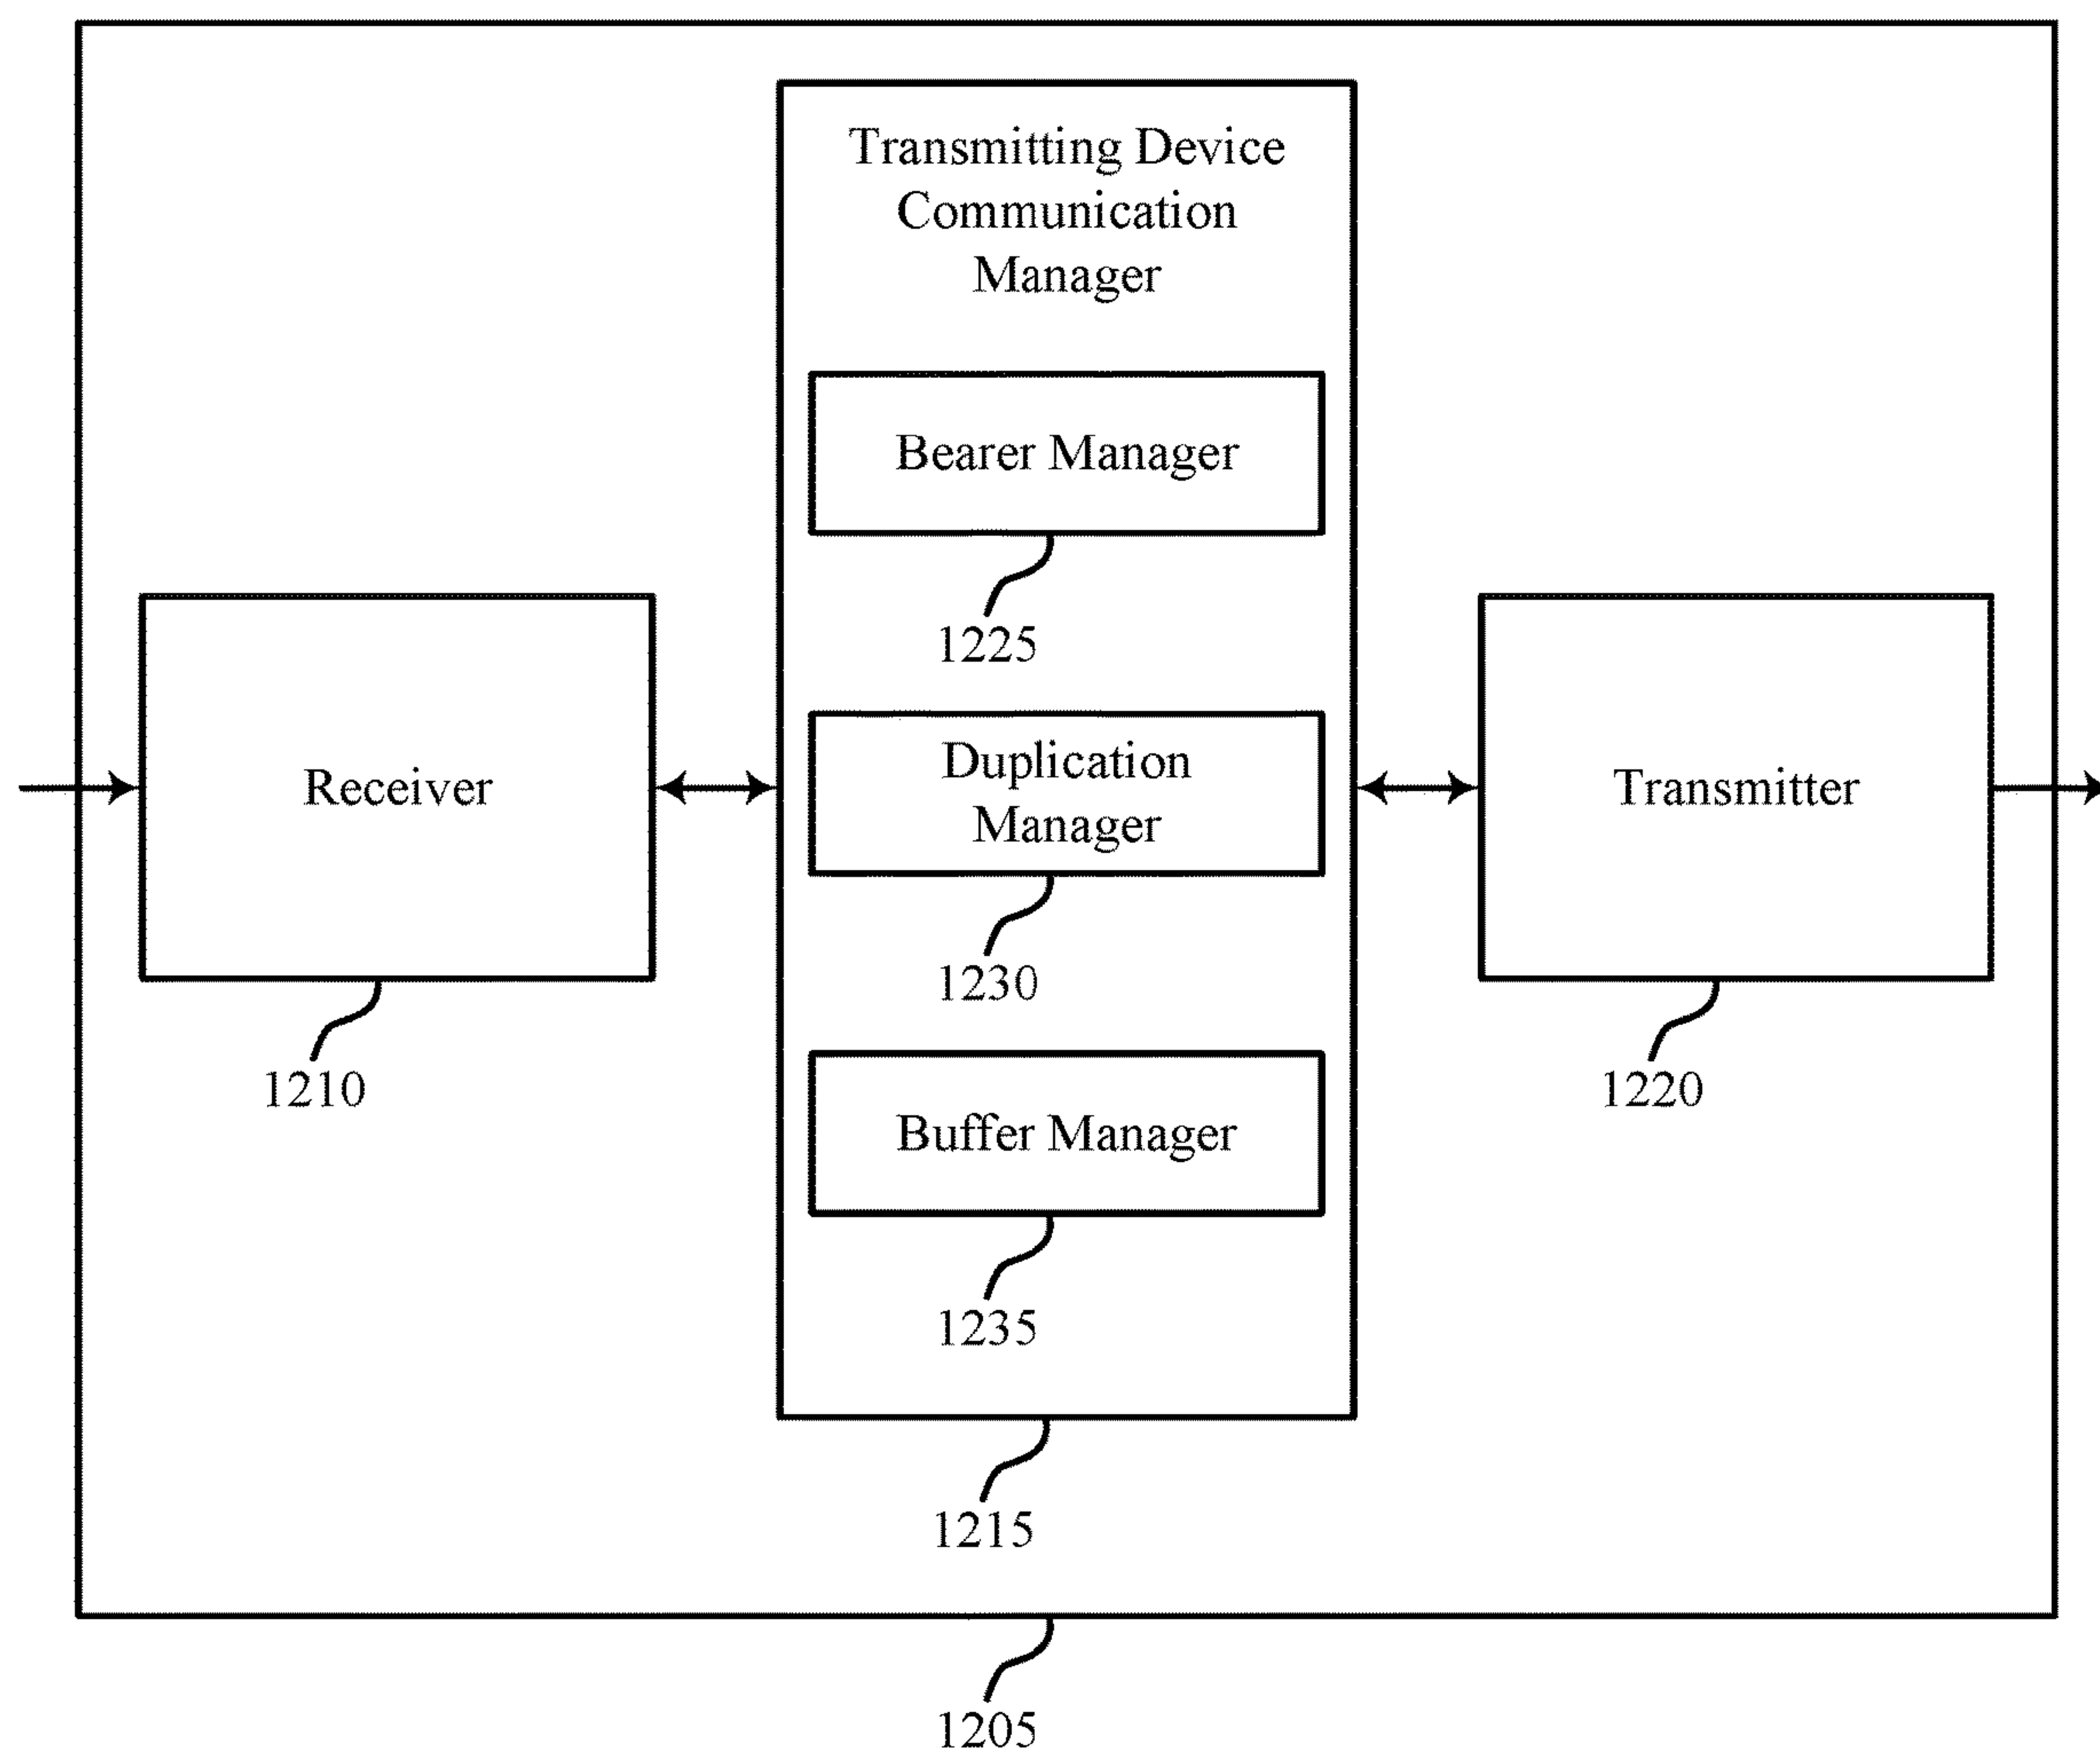 Transmitting Device
Communication
Manager
Bearer Manager
1225
Receiver
1210
Duplication
Manager
1230
Transmitter
1220
Buffer Manager
1235
1215
1205